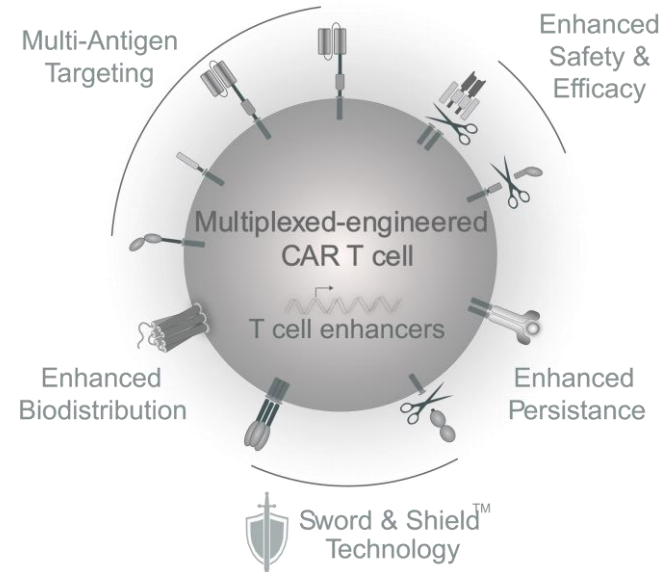 Multi-Antigen
Targeting
Enhanced
Safety &
Efficacy
Multiplexed-engineered
CAR T cell
T cell enhancers
Enhanced
Biodistribution
Enhanced
Persistance
Sword & Shield™
Technology